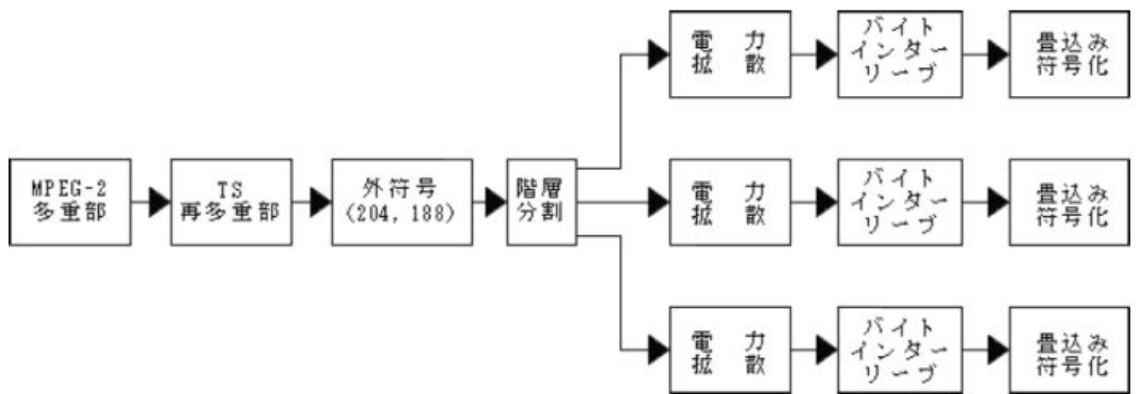 MPEG-2
多重部
TS
再多重部
外符号
(204, 188)
階層
分割
電 力
拡 散
バイト
インター
リーブ
畳込み
符号化
電 力
拡 散
バイト
インター
リーブ
畳込み
符号化
電 力
拡 散
バイト
インター
リーブ
畳込み
符号化